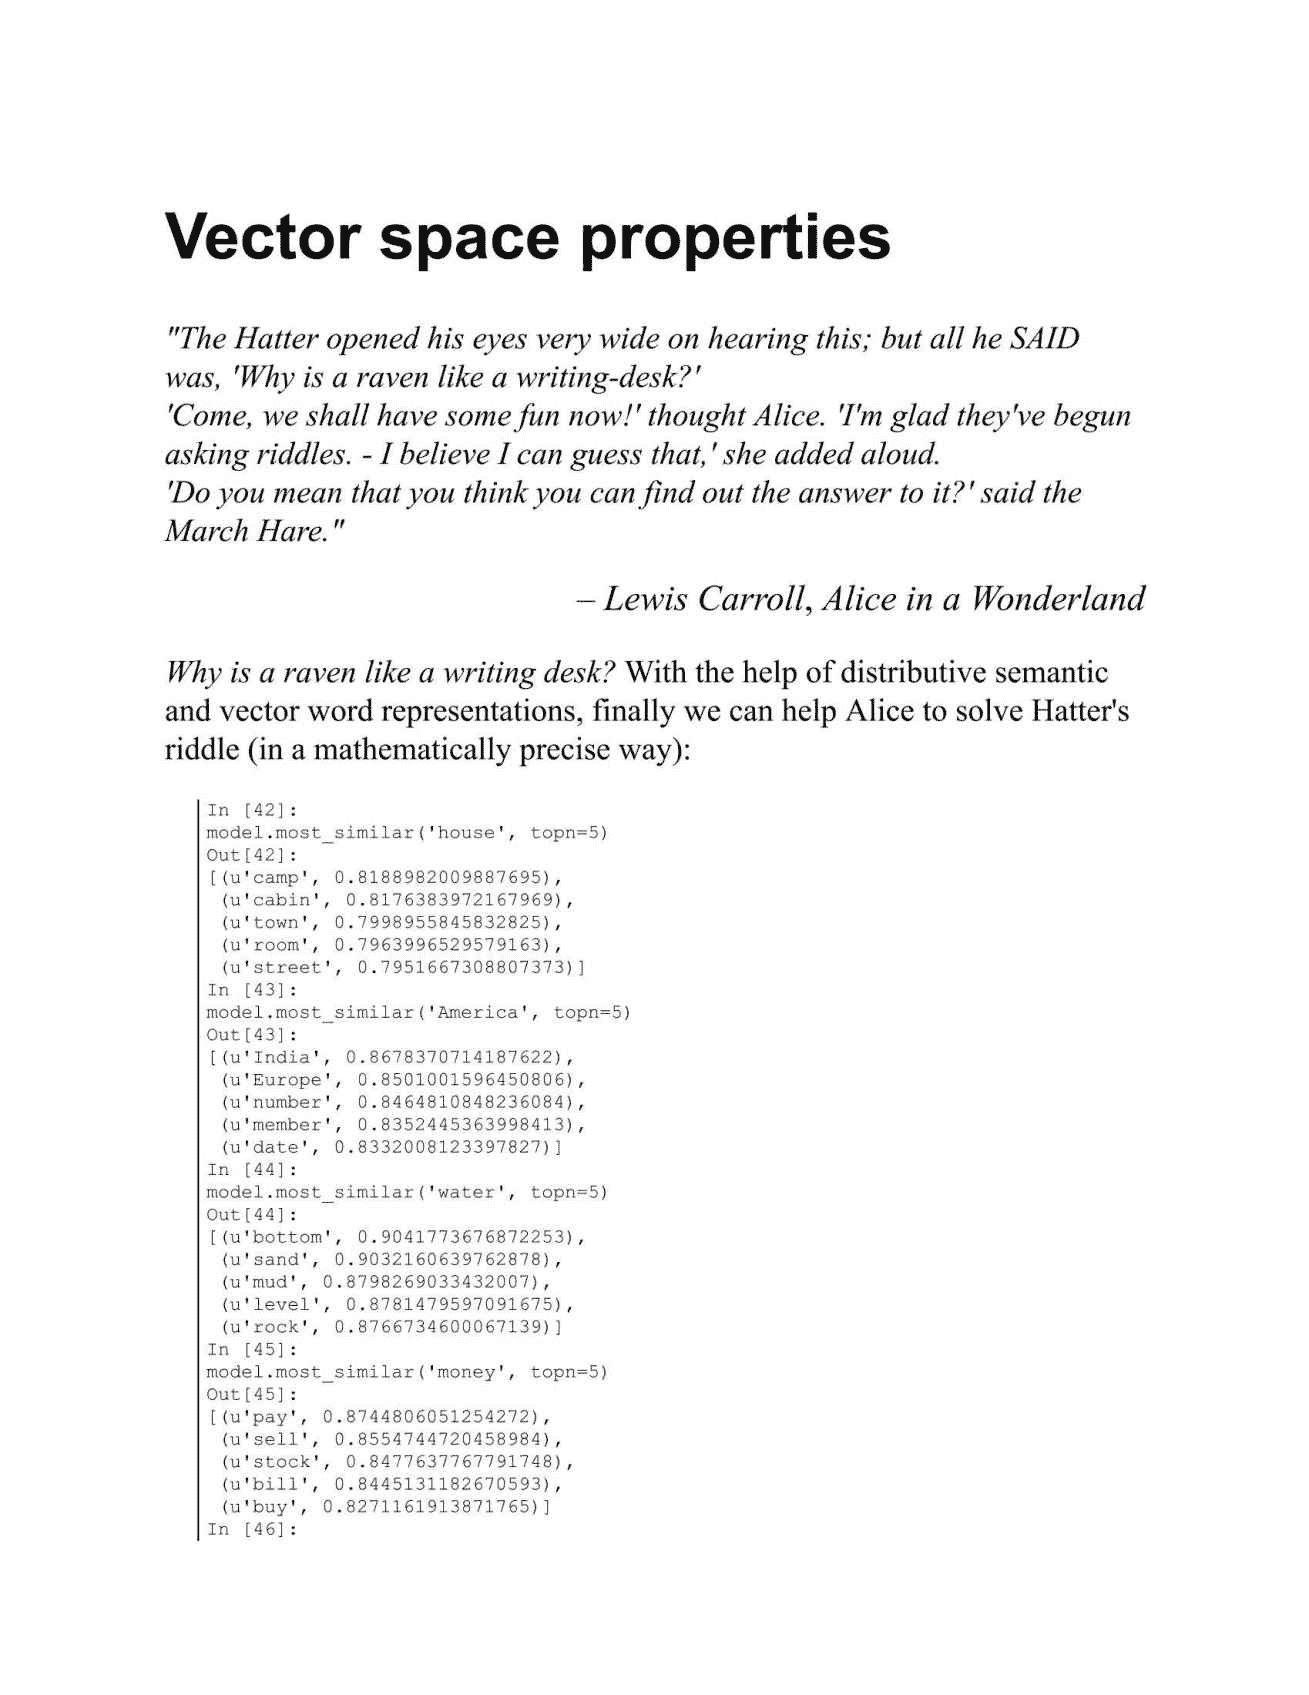 Vector space properties
"The Hatter opened his eyes very wide on hearing this; but all he SAID
was, 'Why is a raven like a writing-desk?'
'Come, we shall have some fun now!' thought Alice. 'I'm glad they've begun
asking riddles. - I believe I can guess that,' she added aloud.
'Do you mean that you think you can find out the answer to it?' said the
March Hare."
– Lewis Carroll, Alice in a Wonderland
Why is a raven like a writing desk? With the help of distributive semantic
and vector word representations, finally we can help Alice to solve Hatter's
riddle (in a mathematically precise way):
In [42]:
model.most_similar('house', topn=5)
Out[42]:
[(u'camp', 0.8188982009887695),
(u'cabin', 0.8176383972167969),
(u'town', 0.7998955845832825),
(u'room', 0.7963996529579163),
(u'street', 0.7951667308807373)]
In [43]:
model.most_similar('America', topn=5)
Out[43]:
[(u'India', 0.8678370714187622),
(u'Europe', 0.8501001596450806),
(u'number', 0.8464810848236084),
(u'member', 0.8352445363998413),
(u'date', 0.8332008123397827)]
In [44]:
model.most_similar('water', topn=5)
Out[44]:
[(u'bottom', 0.9041773676872253),
(u'sand', 0.9032160639762878),
(u'mud', 0.8798269033432007),
(u'level', 0.8781479597091675),
(u'rock', 0.8766734600067139)]
In [45]:
model.most_similar('money', topn=5)
Out[45]:
[(u'pay', 0.8744806051254272),
(u'sell', 0.8554744720458984),
(u'stock', 0.8477637767791748),
(u'bill', 0.8445131182670593),
(u'buy', 0.8271161913871765)]
In [46]: